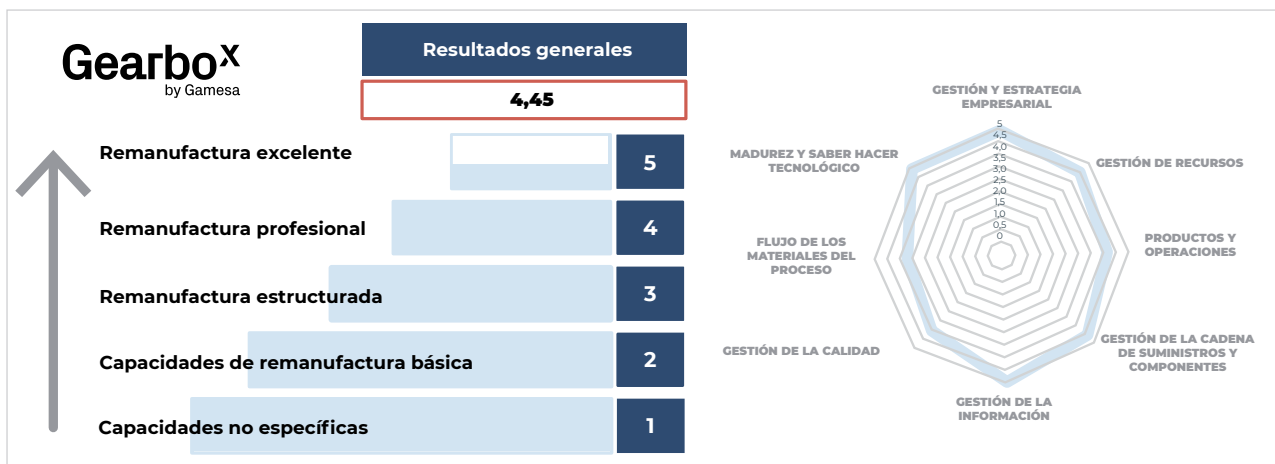 Gearbox
by Gamesa
Resultados generales
4,45
Remanufactura excelente
5
Remanufactura profesional
4
Remanufactura estructurada
3
Capacidades de remanufactura básica
2
Capacidades no específicas
1
GESTIÓN Y ESTRATEGIA
EMPRESARIAL
GESTIÓN DE RECURSOS
PRODUCTOS Y
OPERACIONES
GESTIÓN DE LA CADENA
DE SUMINISTROS Y
COMPONENTES
GESTIÓN DE LA
INFORMACIÓN
GESTIÓN DE LA CALIDAD
FLUJO DE LOS
MATERIALES DEL
PROCESO
MADUREZ Y SABER HACER
TECNOLÓGICO
5
4,5
4,0
3,5
3,0
2,5
2,0
1,5
1,0
0,5
0